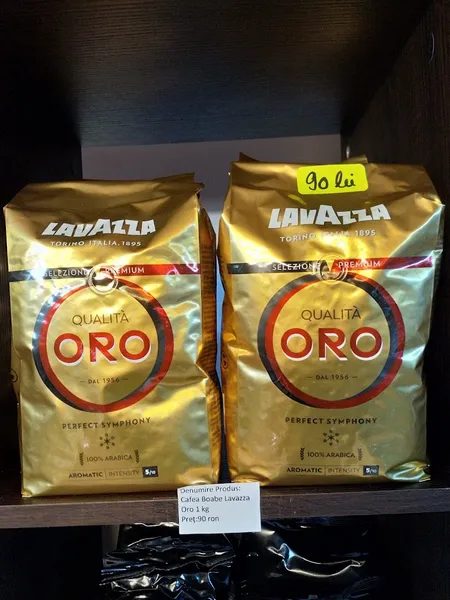 LAVAZZA
TORINO, ITALIA, 1895
SELEZIONE PREMIUM
QUALITÀ
ORO
DAL 1956
PERFECT SYMPHONY
100% ARABICA
AROMATIC INTENSITY 5/10
90 lei
LAVAZZA
TORINO, ITALIA, 1895
SELEZIONE PREMIUM
QUALITÀ
ORO
DAL 1956
PERFECT SYMPHONY
100% ARABICA
AROMATIC INTENSITY 5/10
Denumire Produs:
Cafea Boabe Lavazza
Oro 1 kg
Preț:90 ron